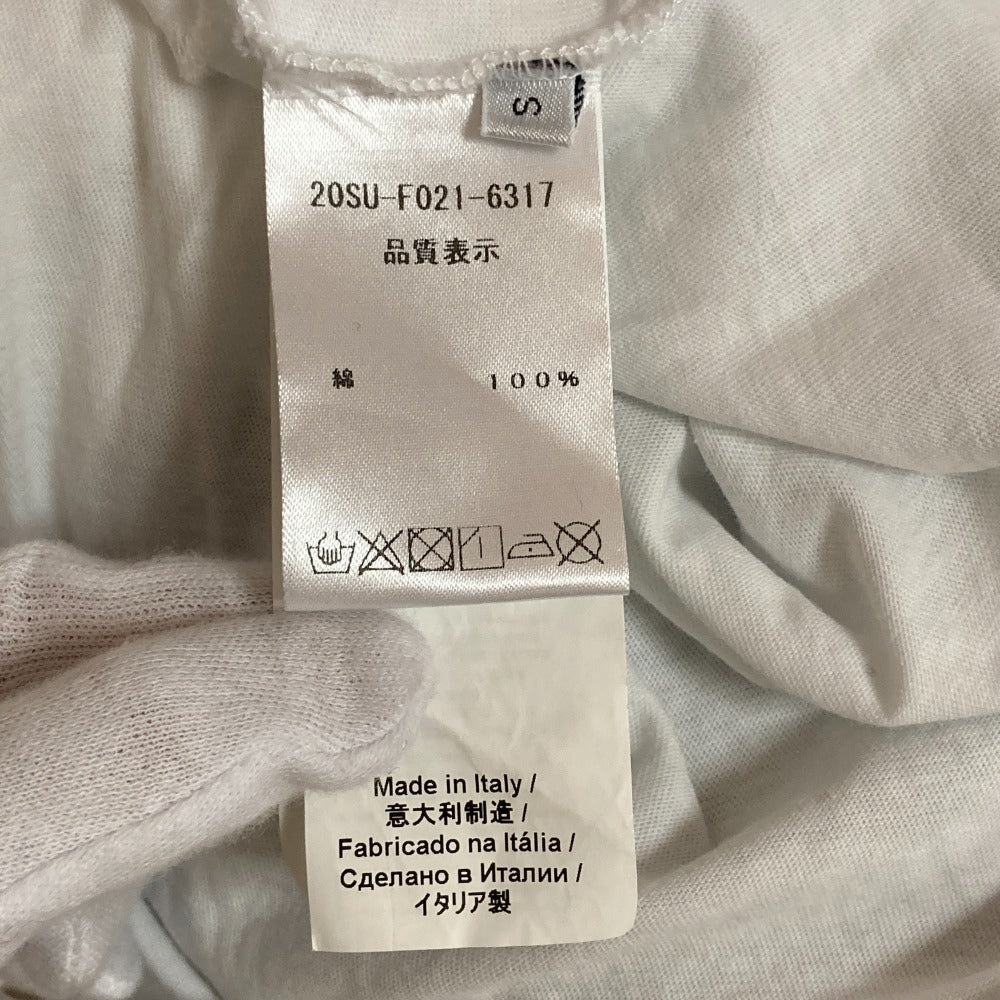 S
20SU-F021-6317
品質表示
綿 100%
Made in Italy /
意大利制造 /
Fabricado na Itália /
Сделано в Италии /
イタリア製